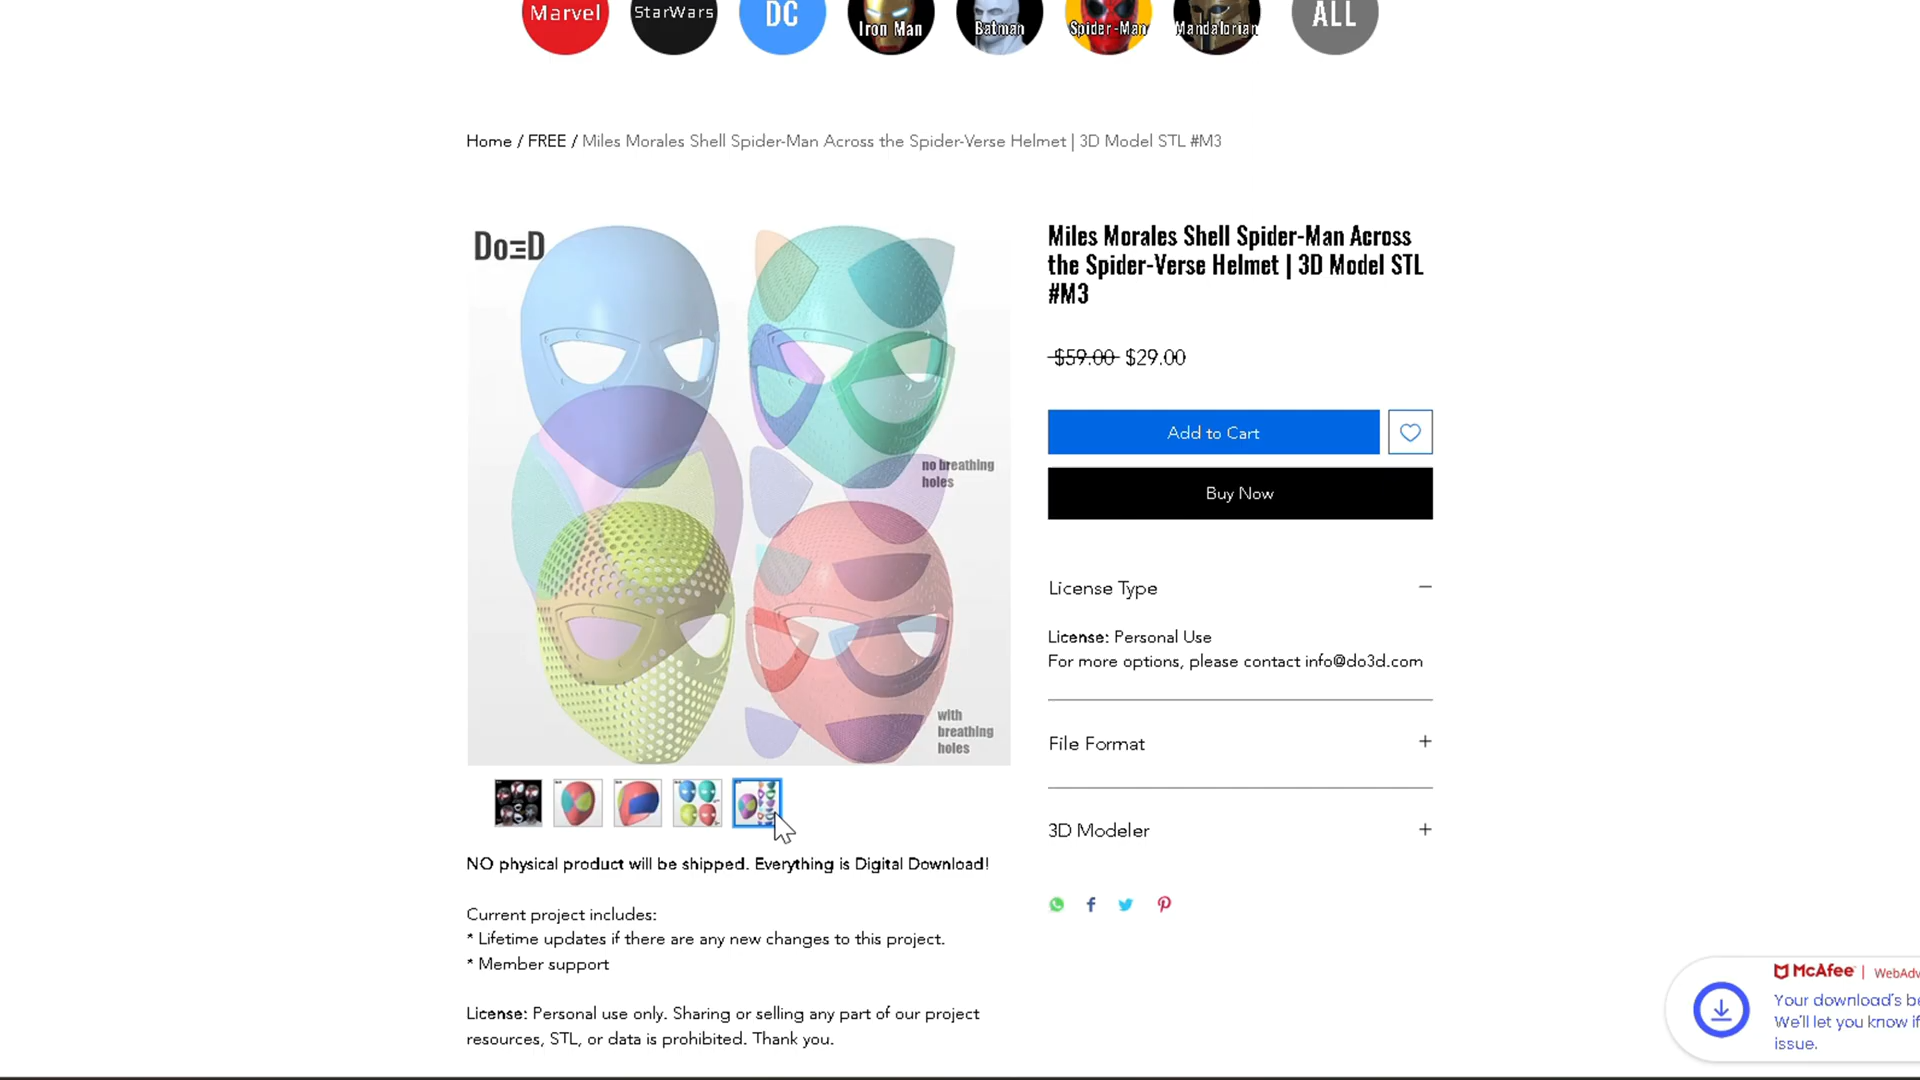 Marvel
StarWars
DC
Iron Man
Batman
Spider-Man
Mandalorian
ALL
Home / FREE / Miles Morales Shell Spider-Man Across the Spider-Verse Helmet | 3D Model STL #M3
Do3D
no breathing
holes
with
breathing
holes
Miles Morales Shell Spider-Man Across
the Spider-Verse Helmet | 3D Model STL
#M3
$59.00 $29.00
Add to Cart
Buy Now
License Type
License: Personal Use
For more options, please contact info@do3d.com
File Format
3D Modeler
NO physical product will be shipped. Everything is Digital Download!
Current project includes:
* Lifetime updates if there are any new changes to this project.
* Member support
License: Personal use only. Sharing or selling any part of our project
resources, STL, or data is prohibited. Thank you.
McAfee | WebAdv
Your download's be
We'll let you know if
issue.